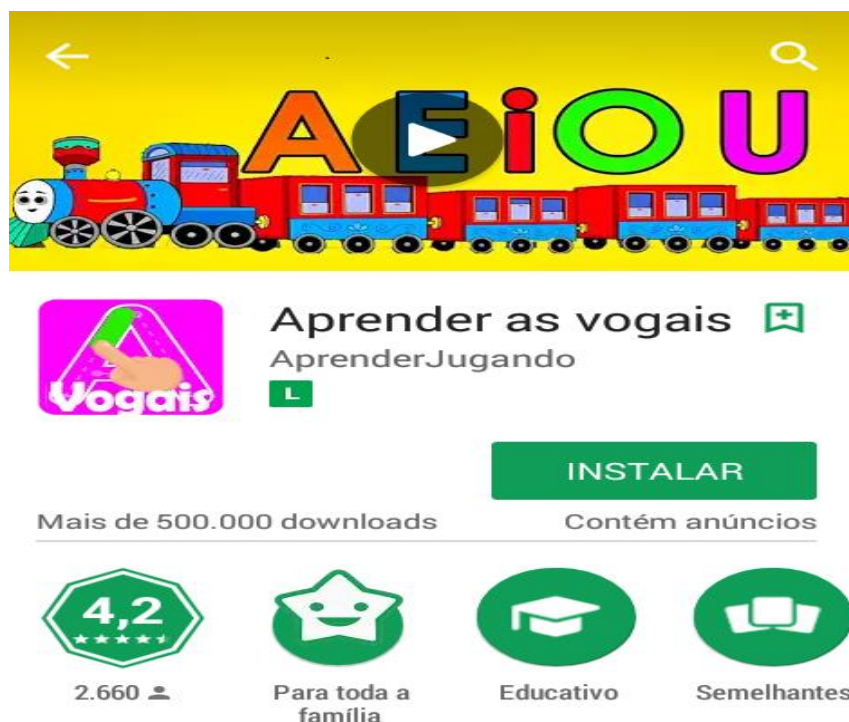 A E i O U
Aprender as vogais
Vogais
AprenderJugando
L
INSTALAR
Mais de 500.000 downloads
Contém anúncios
4,2
2.660
Para toda a
família
Educativo
Semelhantes